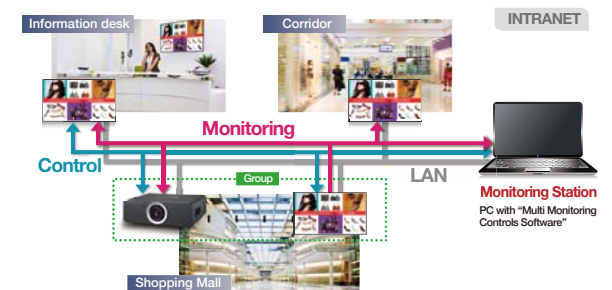 Information desk
Corridor
INTRANET
Monitoring
Control
LAN
Group
Monitoring Station
PC with “Multi Monitoring
Controls Software”
Shopping Mall